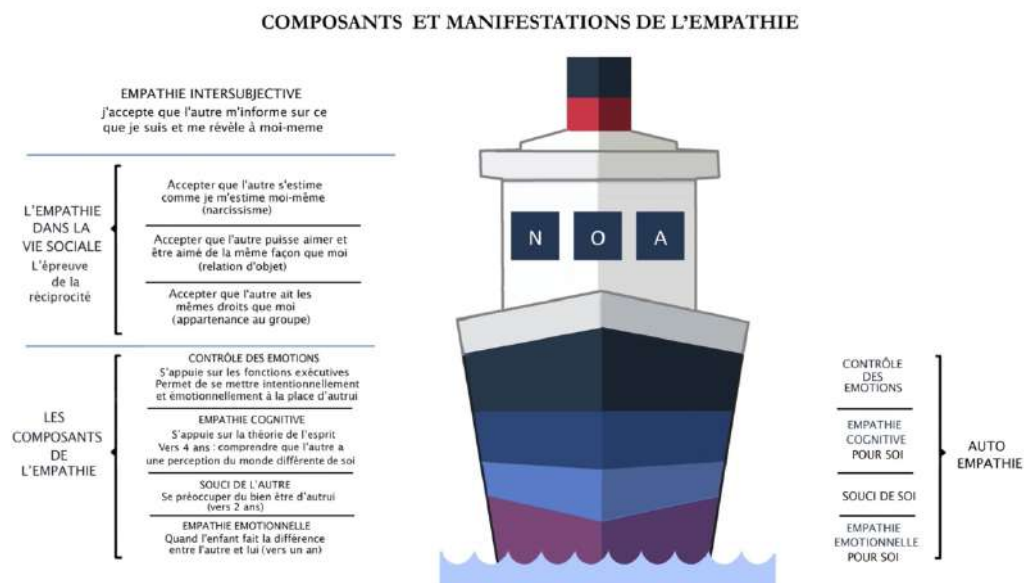 COMPOSANTS ET MANIFESTATIONS DE L'EMPATHIE
EMPATHIE INTERSUBJECTIVE
j'accepte que l'autre m'informe sur ce
que je suis et me révèle à moi-meme
L'EMPATHIE
DANS LA
VIE SOCIALE
L'épreuve
de la
réciprocité
Accepter que l'autre s'estime
comme je m'estime moi-même
(narcissisme)
Accepter que l'autre puisse aimer et
être aimé de la même façon que moi
(relation d'objet)
Accepter que l'autre ait les
mêmes droits que moi
(appartenance au groupe)
LES
COMPOSANTS
DE
L'EMPATHIE
CONTRÔLE DES EMOTIONS
S'appuie sur les fonctions exécutives
Permet de se mettre intentionnellement
et émotionnellement à la place d'autrui
EMPATHIE COGNITIVE
S'appuie sur la théorie de l'esprit
Vers 4 ans : comprendre que l'autre a
une perception du monde différente de soi
SOUCI DE L'AUTRE
Se préoccuper du bien être d'autrui
(vers 2 ans)
EMPATHIE EMOTIONNELLE
Quand l'enfant fait la différence
entre l'autre et lui (vers un an)
N O A
CONTRÔLE
DES
EMOTIONS
EMPATHIE
COGNITIVE
POUR SOI
SOUCI DE SOI
EMPATHIE
EMOTIONNELLE
POUR SOI
AUTO
EMPATHIE